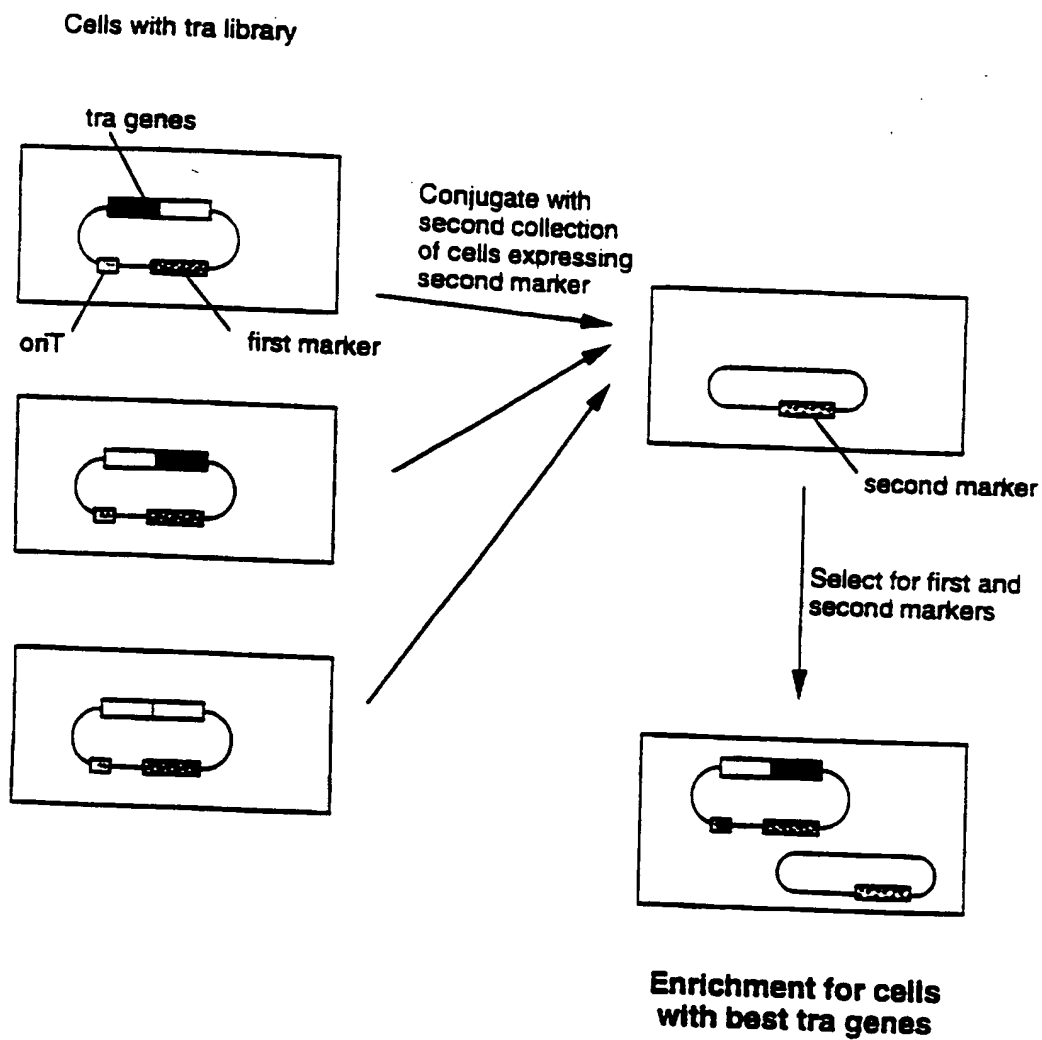 Cells with tra library
tra genes
Conjugate with
second collection
of cells expressing
second marker
oriT
first marker
second marker
Select for first and
second markers
Enrichment for cells
with best tra genes